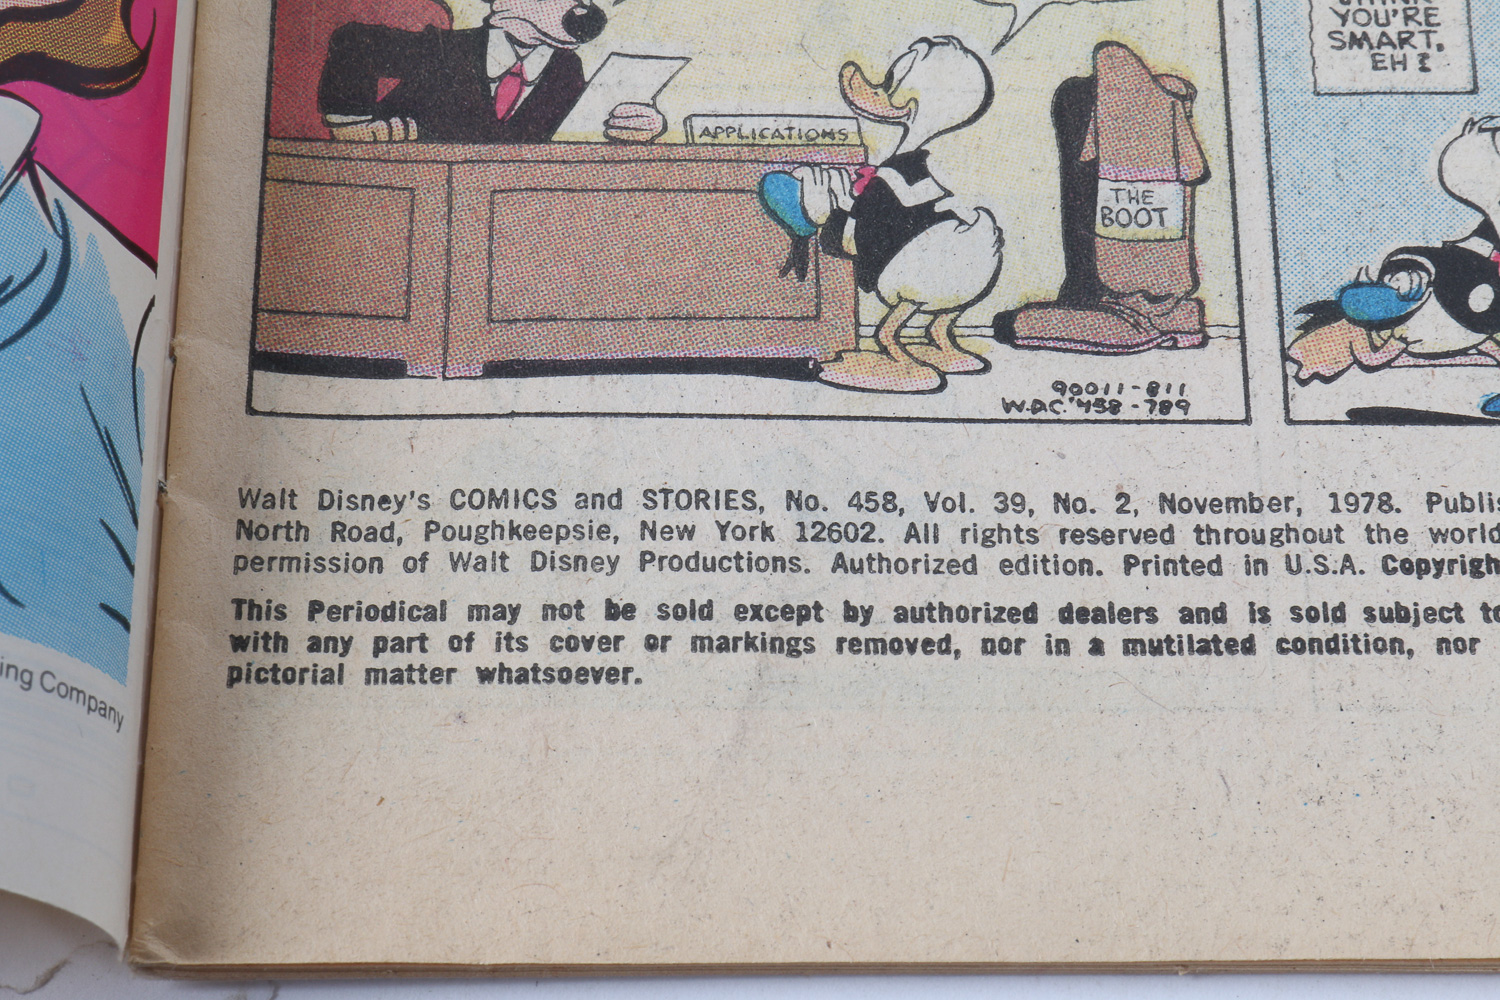 YOU'RE
SMART,
EH?
APPLICATIONS
THE
BOOT
90011-811
W.D.C. #458-789
Walt Disney's COMICS and STORIES, No. 458, Vol. 39, No. 2, November, 1978. Publis
North Road, Poughkeepsie, New York 12602. All rights reserved throughout the world
permission of Walt Disney Productions. Authorized edition. Printed in U.S.A. Copyrigh
This Periodical may not be sold except by authorized dealers and is sold subject to
with any part of its cover or markings removed, nor in a mutilated condition, nor
pictorial matter whatsoever.
ing Company